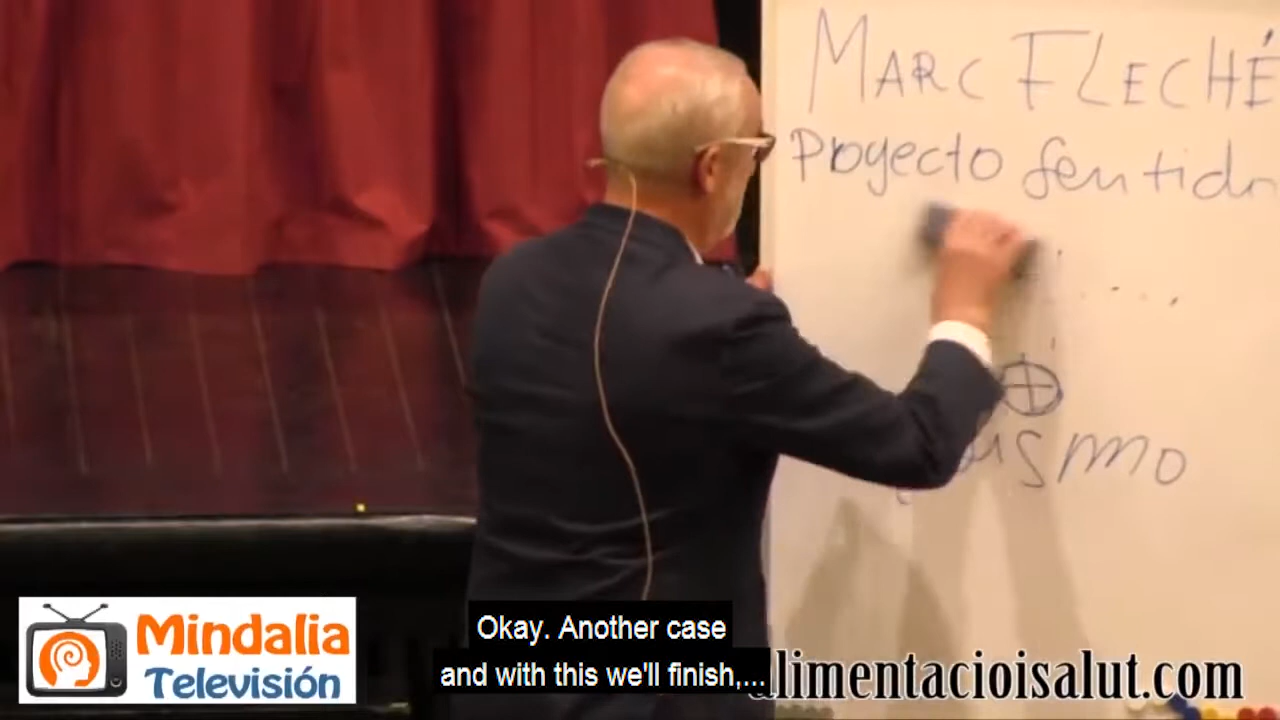 MARC FLECHÉ
Proyecto Sentido
Okay. Another case
and with this we'll finish,...
Mindalia
Televisión
alimentacioisalut.com